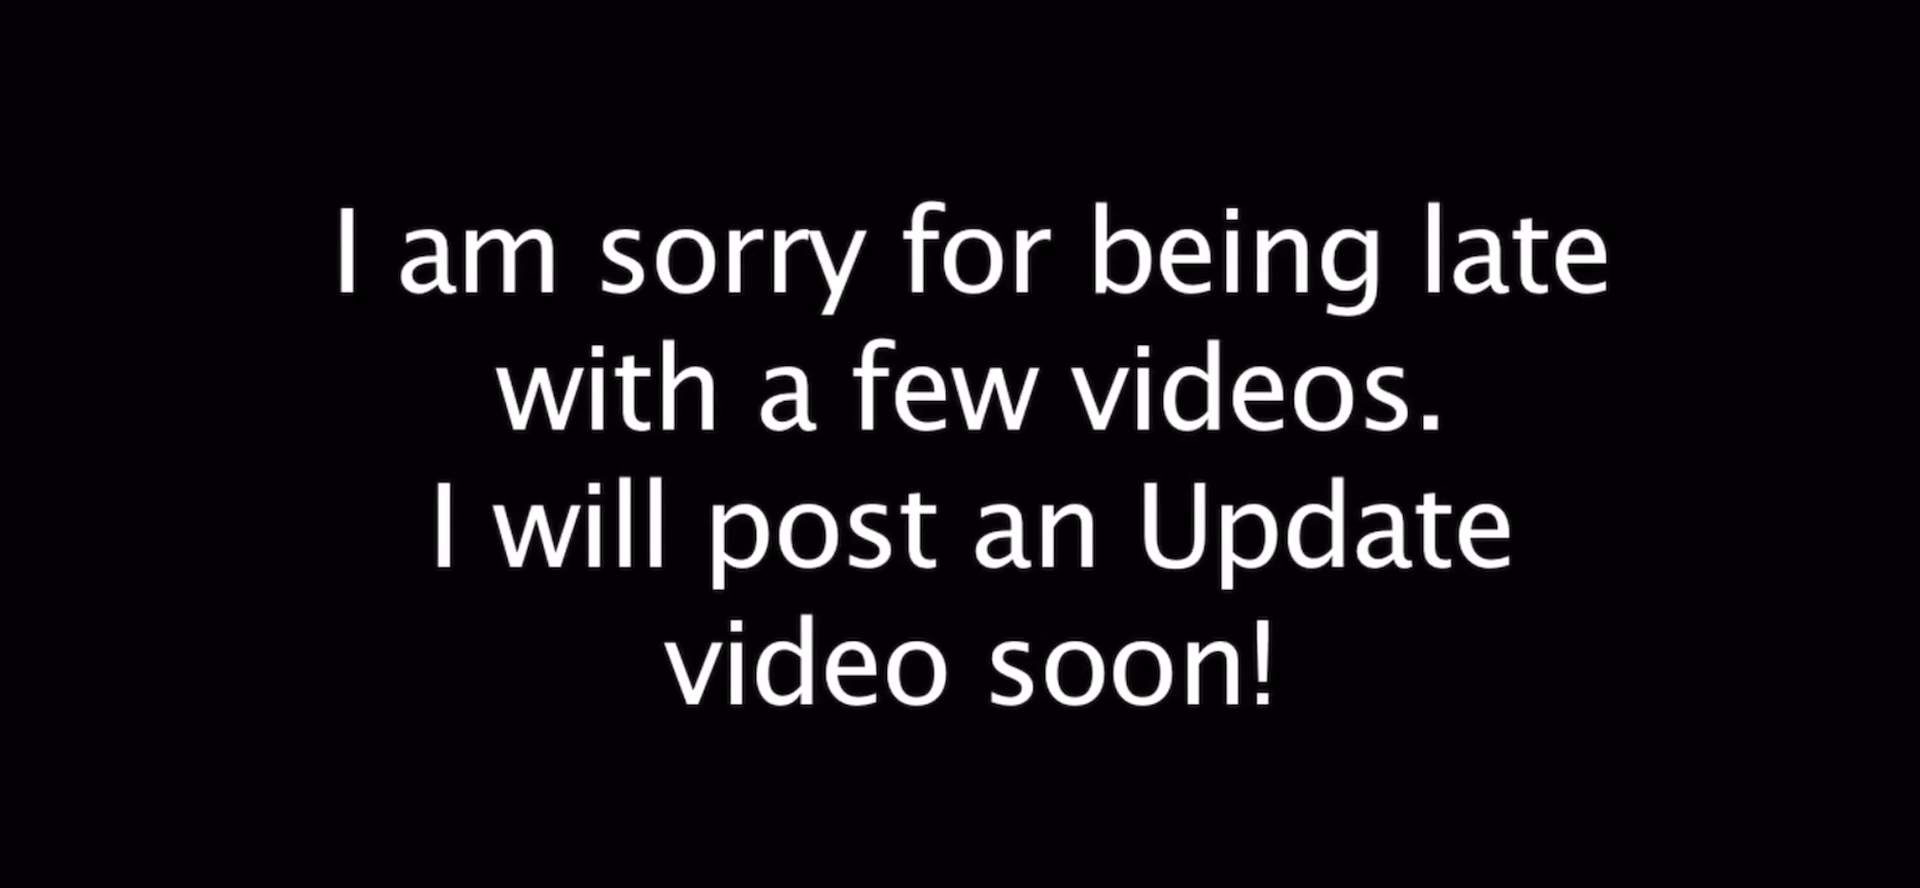 I am sorry for being late
with a few videos.
I will post an Update
video soon!